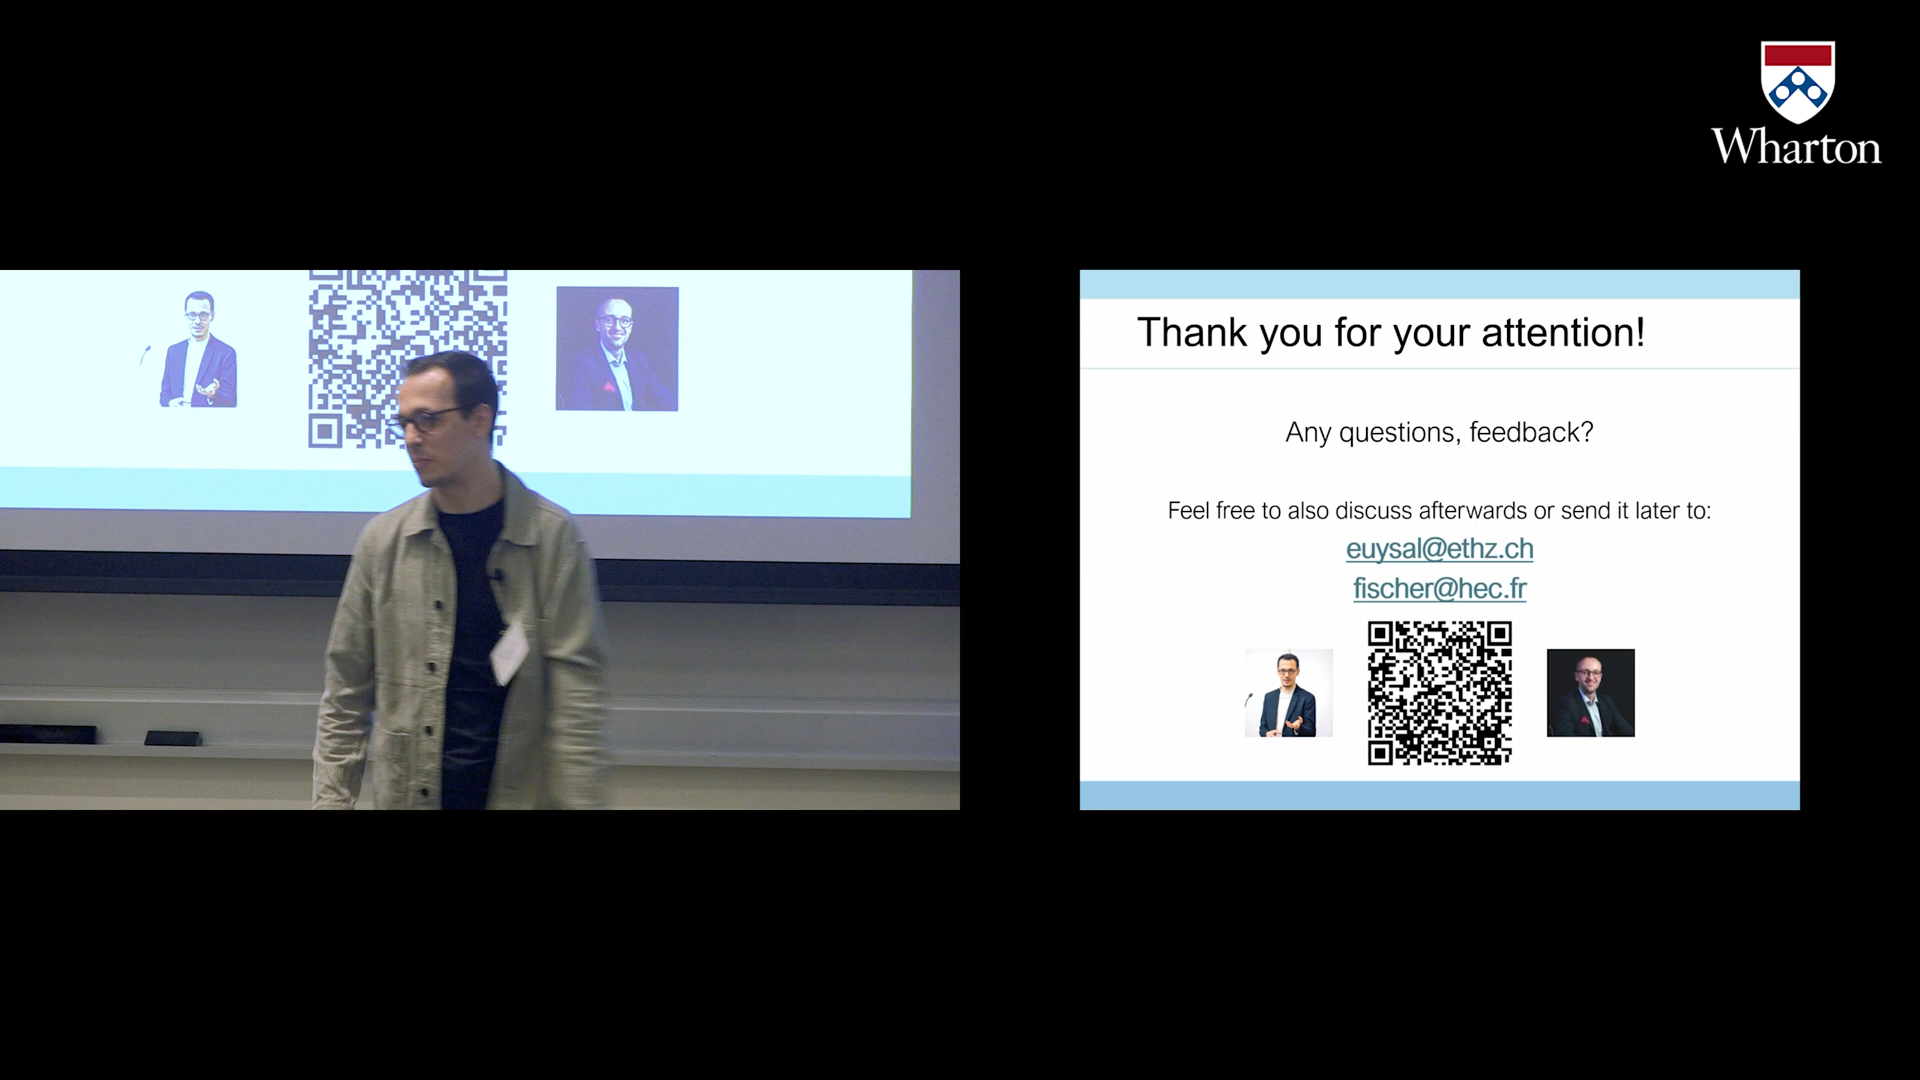 Wharton
Thank you for your attention!
Any questions, feedback?
Feel free to also discuss afterwards or send it later to:
euysal@ethz.ch
fischer@hec.fr